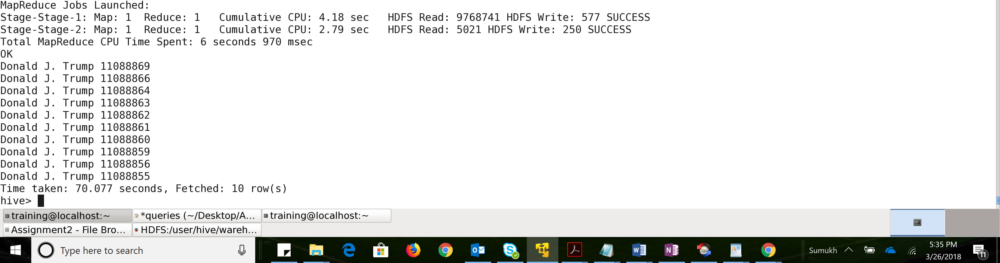 MapReduce Jobs Launched:
Stage-Stage-1: Map: 1  Reduce: 1   Cumulative CPU: 4.18 sec   HDFS Read: 9768741 HDFS Write: 577 SUCCESS
Stage-Stage-2: Map: 1  Reduce: 1   Cumulative CPU: 2.79 sec   HDFS Read: 5021 HDFS Write: 250 SUCCESS
Total MapReduce CPU Time Spent: 6 seconds 970 msec
OK
Donald J. Trump 11088869
Donald J. Trump 11088866
Donald J. Trump 11088864
Donald J. Trump 11088863
Donald J. Trump 11088862
Donald J. Trump 11088861
Donald J. Trump 11088860
Donald J. Trump 11088859
Donald J. Trump 11088856
Donald J. Trump 11088855
Time taken: 70.077 seconds, Fetched: 10 row(s)
hive>
training@localhost:~ *queries (~/Desktop/A... training@localhost:~
Assignment2 - File Bro... HDFS:/user/hive/wareh...
Type here to search
Sumukh
5:35 PM
3/26/2018
11